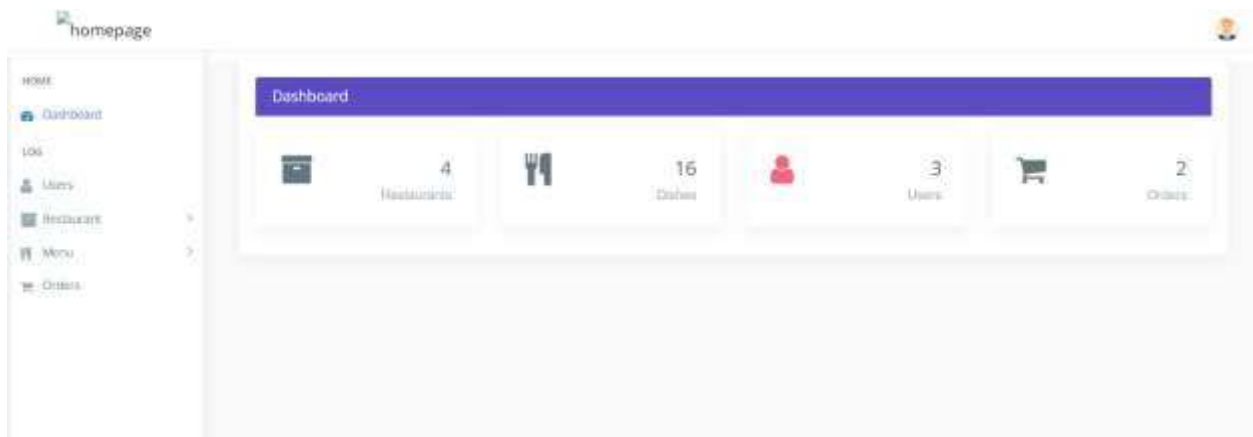 homepage
HOME
Dashboard
LOG
Users
Restaurant
Menu
Orders
Dashboard
4
Restaurants
16
Dishes
3
Users
2
Orders